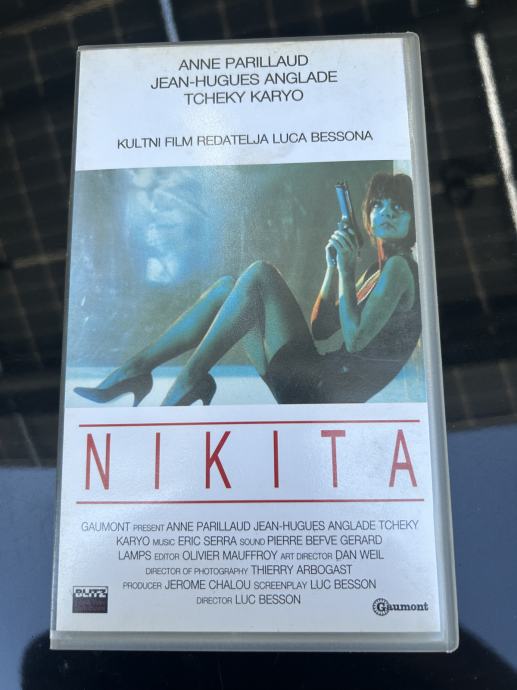 ANNE PARILLAUD
JEAN-HUGUES ANGLADE
TCHEKY KARYO
KULTNI FILM REDATELJA LUCA BESSONA
NIKITA
GAUMONT PRESENT ANNE PARILLAUD JEAN-HUGUES ANGLADE TCHEKY
KARYO MUSIC ERIC SERRA SOUND PIERRE BEFVE GERARD
LAMPS EDITOR OLIVIER MAUFFROY ART DIRECTOR DAN WEIL
DIRECTOR OF PHOTOGRAPHY THIERRY ARBOGAST
PRODUCER JEROME CHALOU SCREENPLAY LUC BESSON
DIRECTOR LUC BESSON
BLITZ
Gaumont